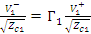 V₁⁻/√Z_C1 = Γ₁ V₁⁺/√Z_C1